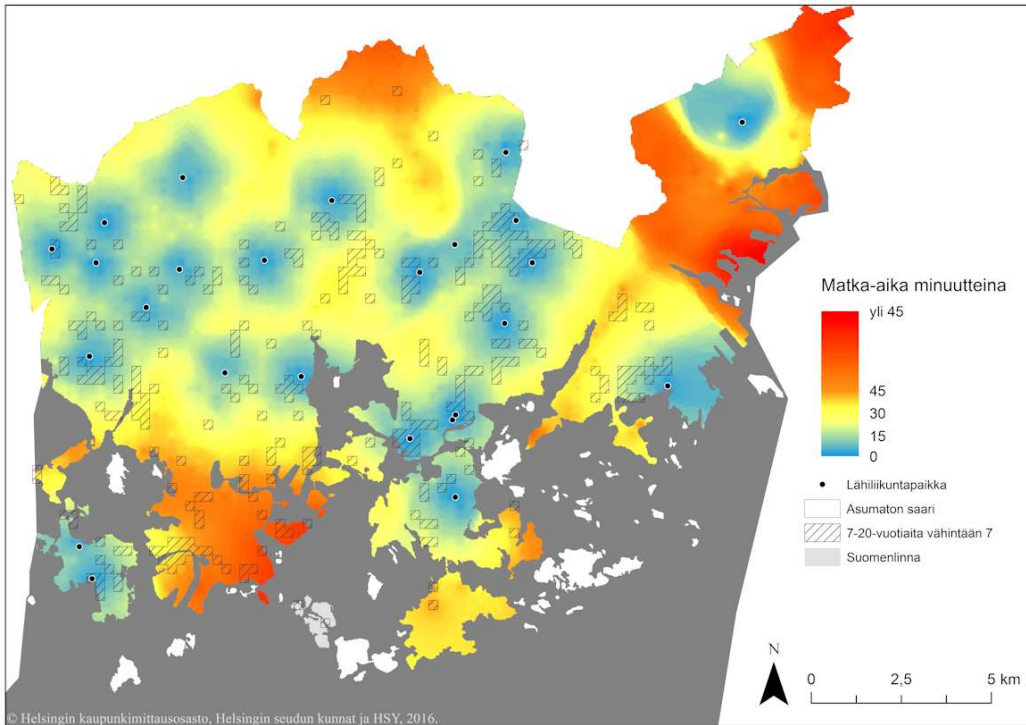 Matka-aika minuutteina
yli 45
45
30
15
0
Lähiliikuntapaikka
Asumaton saari
7-20-vuotiaita vähintään 7
Suomenlinna
N
0 2,5 5 km
© Helsingin kaupunkimittausosasto, Helsingin seudun kunnat ja HSY, 2016.